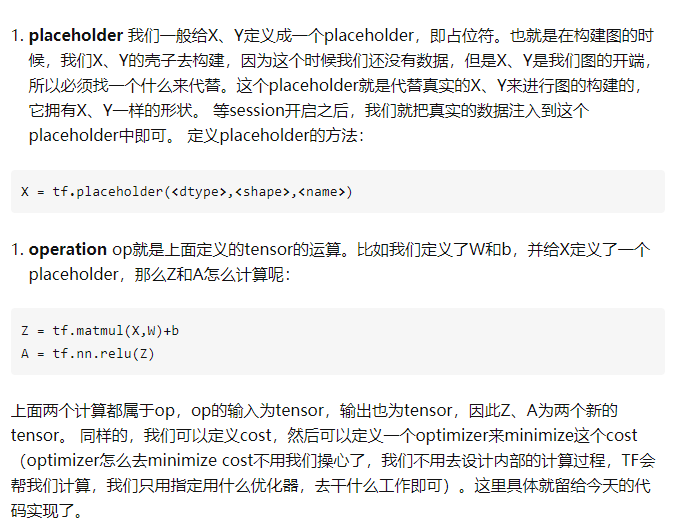 1. placeholder 我们一般给X、Y定义成一个placeholder，即占位符。也就是在构建图的时
候，我们X、Y的壳子去构建，因为这个时候我们还没有数据，但是X、Y是我们图的开端，
所以必须找一个什么来代替。这个placeholder就是代替真实的X、Y来进行图的构建的，
它拥有X、Y一样的形状。 等session开启之后，我们就把真实的数据注入到这个
placeholder中即可。 定义placeholder的方法：
X = tf.placeholder(<dtype>,<shape>,<name>)
1. operation op就是上面定义的tensor的运算。比如我们定义了W和b，并给X定义了一个
placeholder，那么Z和A怎么计算呢：
Z = tf.matmul(X,W)+b
A = tf.nn.relu(Z)
上面两个计算都属于op，op的输入为tensor，输出也为tensor，因此Z、A为两个新的
tensor。 同样的，我们可以定义cost，然后可以定义一个optimizer来minimize这个cost
（optimizer怎么去minimize cost不用我们操心了，我们不用去设计内部的计算过程，TF会
帮我们计算，我们只用指定用什么优化器，去干什么工作即可）。这里具体就留给今天的代
码实现了。